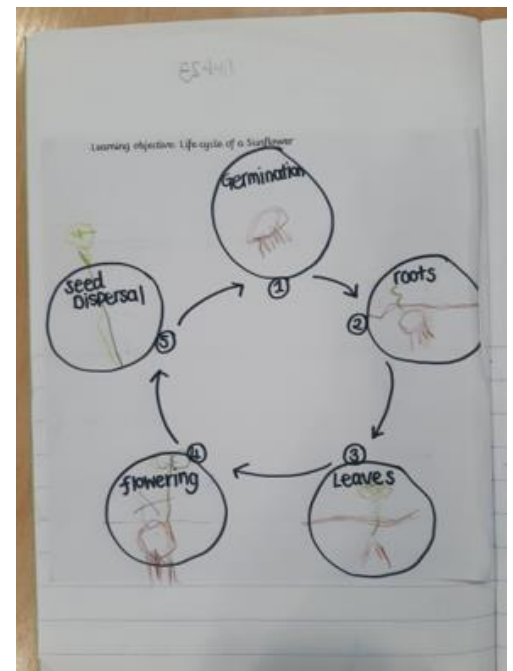 Learning objective: Life cycle of a Sunflower
Germination
1
roots
2
3
Leaves
4
flowering
Seed
Dispersal
5